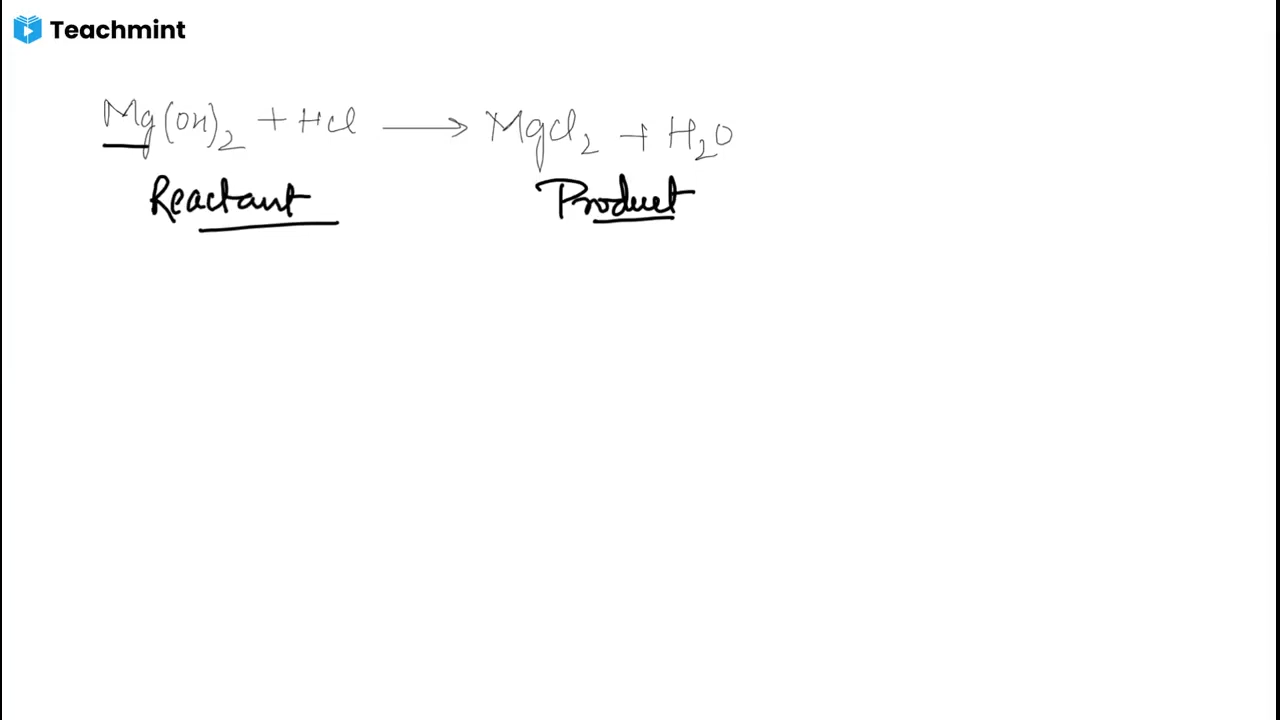 Teachmint
Mg(OH)₂ + HCl ⟶ MgCl₂ + H₂O
Reactant Product